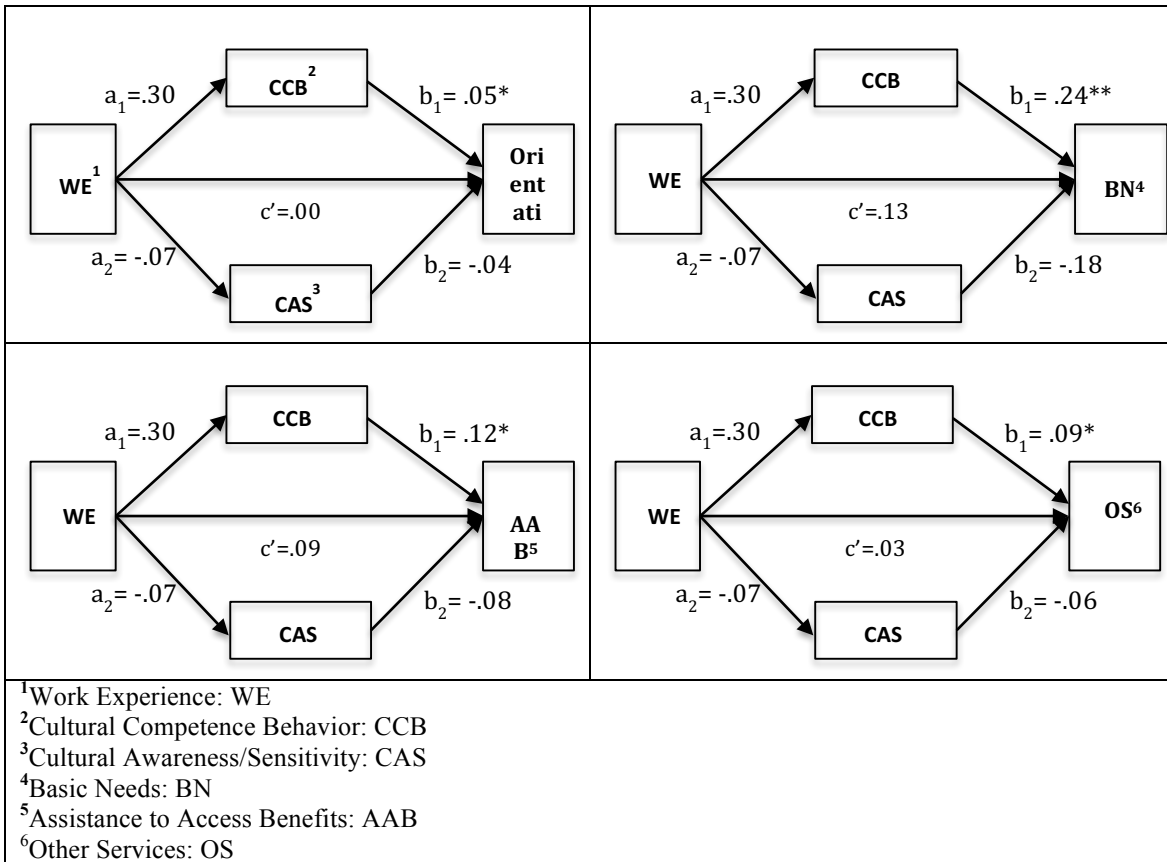 CCB²
a₁=.30
b₁= .05*
WE¹
Ori
ent
ati
c’=.00
a₂= -.07
b₂= -.04
CAS³
CCB
a₁=.30
b₁= .24**
WE
BN⁴
c’=.13
a₂= -.07
b₂= -.18
CAS
CCB
a₁=.30
b₁= .12*
WE
AA
B⁵
c’=.09
a₂= -.07
b₂= -.08
CAS
CCB
a₁=.30
b₁= .09*
WE
OS⁶
c’=.03
a₂= -.07
b₂= -.06
CAS
¹Work Experience: WE
²Cultural Competence Behavior: CCB
³Cultural Awareness/Sensitivity: CAS
⁴Basic Needs: BN
⁵Assistance to Access Benefits: AAB
⁶Other Services: OS